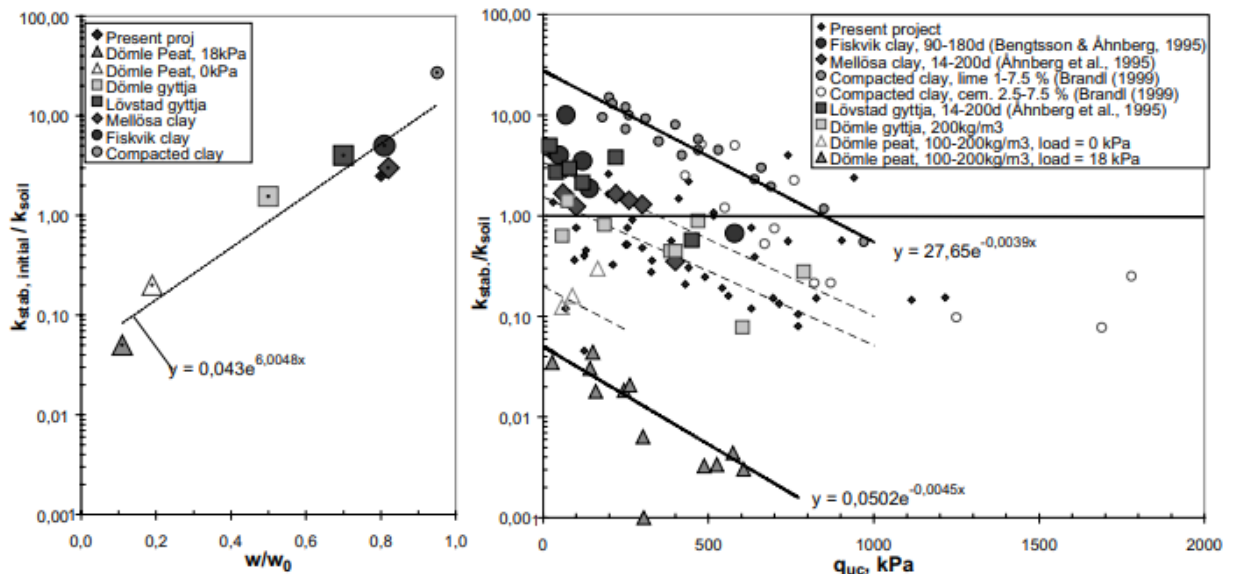 100,00
10,00
1,00
0,10
0,01
0,001
k_stab, initial / k_soil
Present proj
Dömle Peat, 18kPa
Dömle Peat, 0kPa
Dömle gyttja
Lövstad gyttja
Mellösa clay
Fiskvik clay
Compacted clay
y = 0,043e^6,0048x
0 0,2 0,4 0,6 0,8 1,0
w/w₀
100,00
10,00
1,00
0,10
0,01
0,00
k_stab./k_soil
Present project
Fiskvik clay, 90-180d (Bengtsson & Åhnberg, 1995)
Mellösa clay, 14-200d (Åhnberg et al., 1995)
Compacted clay, lime 1-7.5 % (Brandl (1999)
Compacted clay, cem. 2.5-7.5 % (Brandl (1999)
Lövstad gyttja, 14-200d (Åhnberg et al., 1995)
Dömle gyttja, 200kg/m3
Dömle peat, 100-200kg/m3, load = 0 kPa
Dömle peat, 100-200kg/m3, load = 18 kPa
y = 27,65e^-0,0039x
y = 0,0502e^-0,0045x
0 500 1000 1500 2000
q_uc, kPa